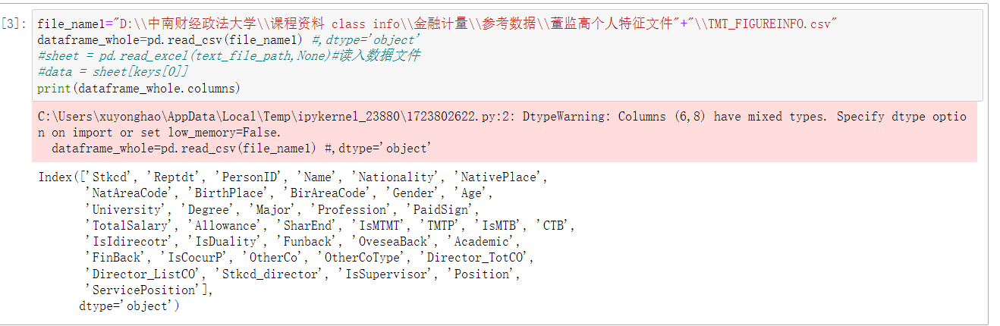 [3]: file_name1="D:\\中南财经政法大学\\课程资料 class info\\金融计量\\参考数据\\董监高个人特征文件"+"\\TMT_FIGUREINFO.csv"
dataframe_whole=pd.read_csv(file_name1) #,dtype='object'
#sheet = pd.read_excel(text_file_path,None)#读入数据文件
#data = sheet[keys[0]]
print(dataframe_whole.columns)
C:\Users\xuyonghao\AppData\Local\Temp\ipykernel_23880\1723802622.py:2: DtypeWarning: Columns (6,8) have mixed types. Specify dtype optio
n on import or set low_memory=False.
  dataframe_whole=pd.read_csv(file_name1) #,dtype='object'
Index(['Stkcd', 'Reptdt', 'PersonID', 'Name', 'Nationality', 'NativePlace',
       'NatAreaCode', 'BirthPlace', 'BirAreaCode', 'Gender', 'Age',
       'University', 'Degree', 'Major', 'Profession', 'PaidSign',
       'TotalSalary', 'Allowance', 'SharEnd', 'IsMTMT', 'TMTP', 'IsMTB', 'CTB',
       'IsIdirecotr', 'IsDuality', 'Funback', 'OveseaBack', 'Academic',
       'FinBack', 'IsCocurP', 'OtherCo', 'OtherCoType', 'Director_TotCO',
       'Director_ListCO', 'Stkcd_director', 'IsSupervisor', 'Position',
       'ServicePosition'],
      dtype='object')